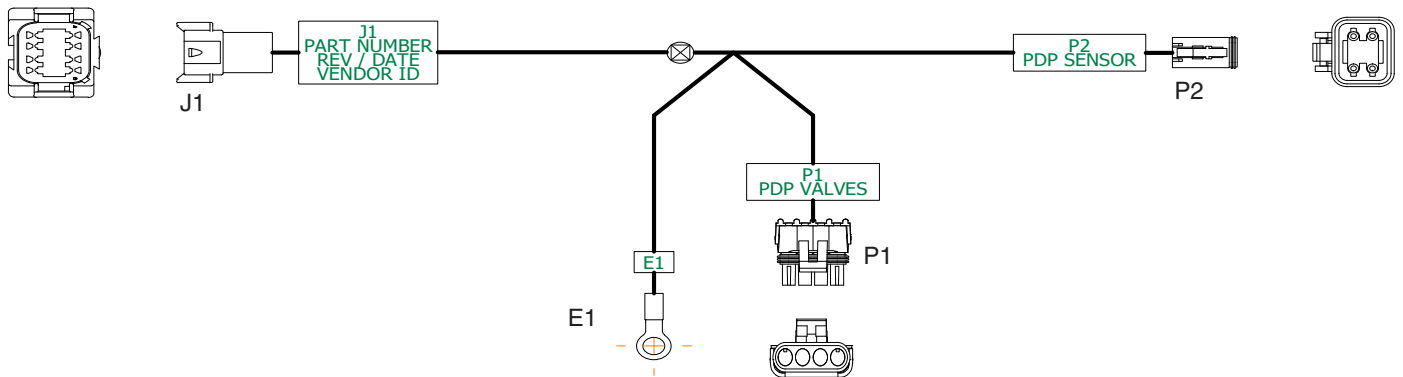 J1
PART NUMBER
REV / DATE
VENDOR ID
J1
P2
PDP SENSOR
P2
P1
PDP VALVES
P1
E1
E1